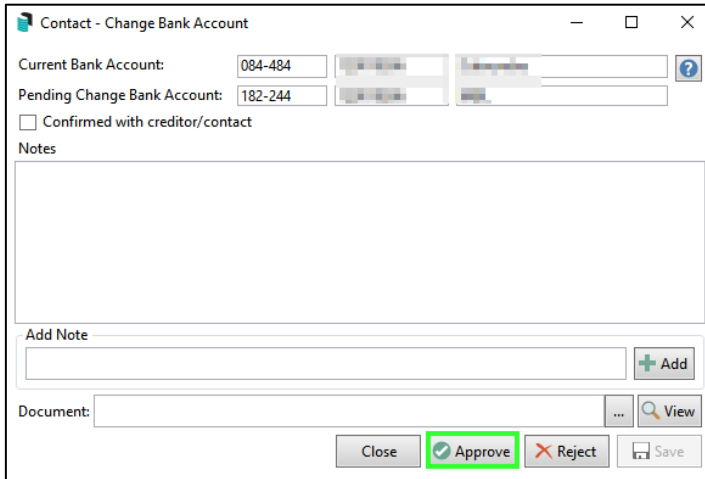 Contact - Change Bank Account
Current Bank Account: 084-484
Pending Change Bank Account: 182-244
Confirmed with creditor/contact
Notes
Add Note
Add
Document: ... View
Close Approve Reject Save